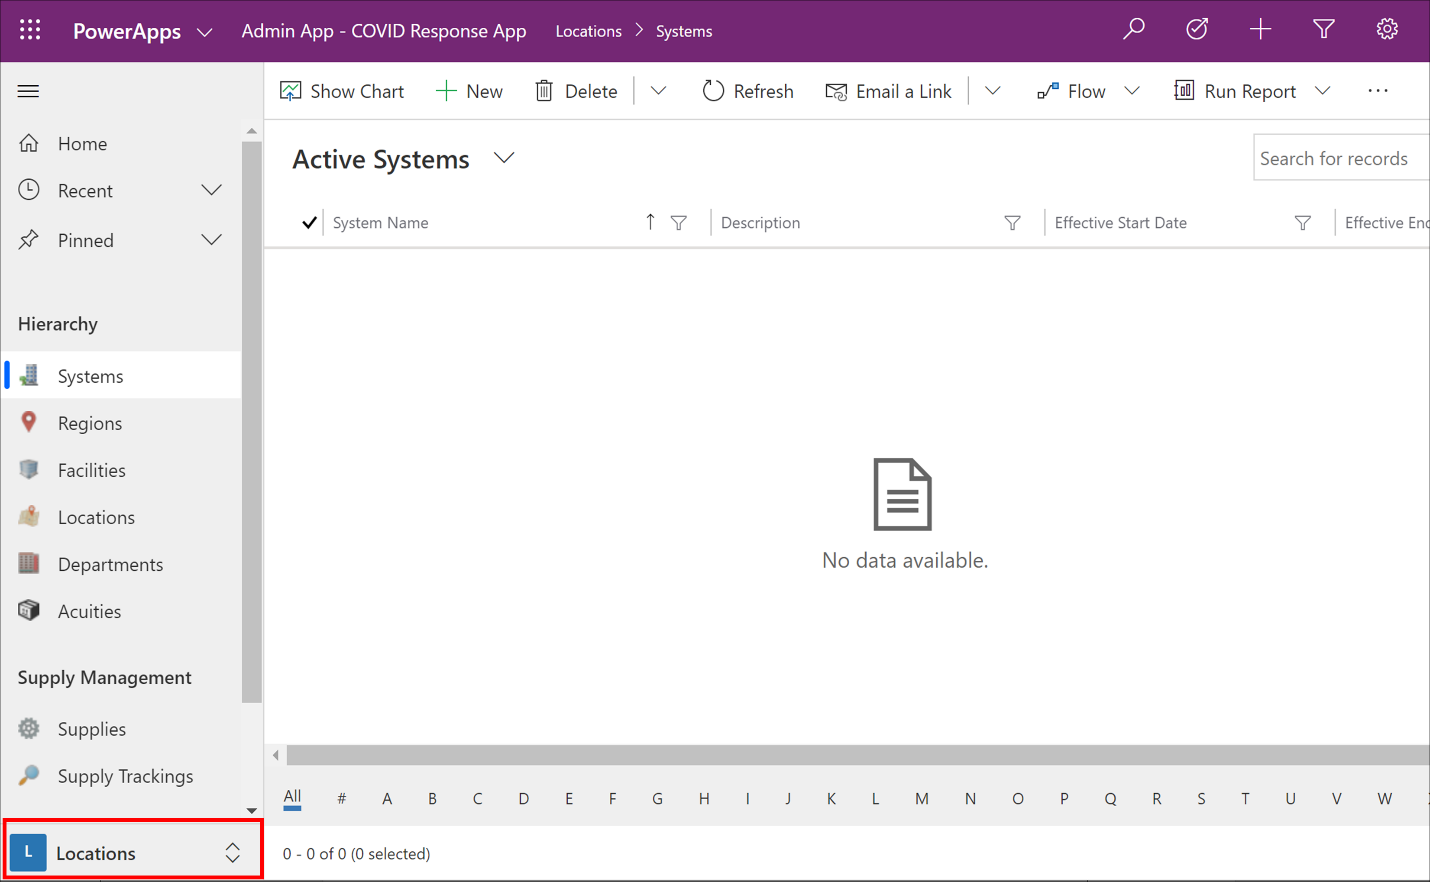 PowerApps Admin App - COVID Response App Locations Systems
Show Chart New Delete Refresh Email a Link Flow Run Report ...
Home
Recent
Pinned
Hierarchy
Systems
Regions
Facilities
Locations
Departments
Acuities
Supply Management
Supplies
Supply Trackings
L Locations
Active Systems
Search for records
System Name Description Effective Start Date Effective En
No data available.
All # A B C D E F G H I J K L M N O P Q R S T U V W
0 - 0 of 0 (0 selected)